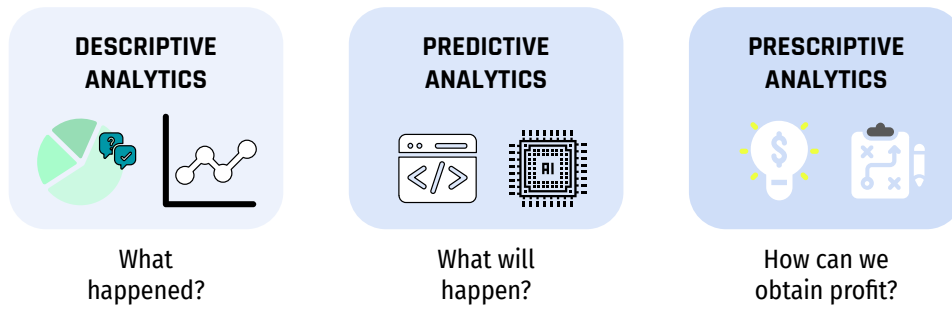 DESCRIPTIVE
ANALYTICS
?
</>
AI
$
What
happened?
PREDICTIVE
ANALYTICS
What will
happen?
PRESCRIPTIVE
ANALYTICS
How can we
obtain profit?